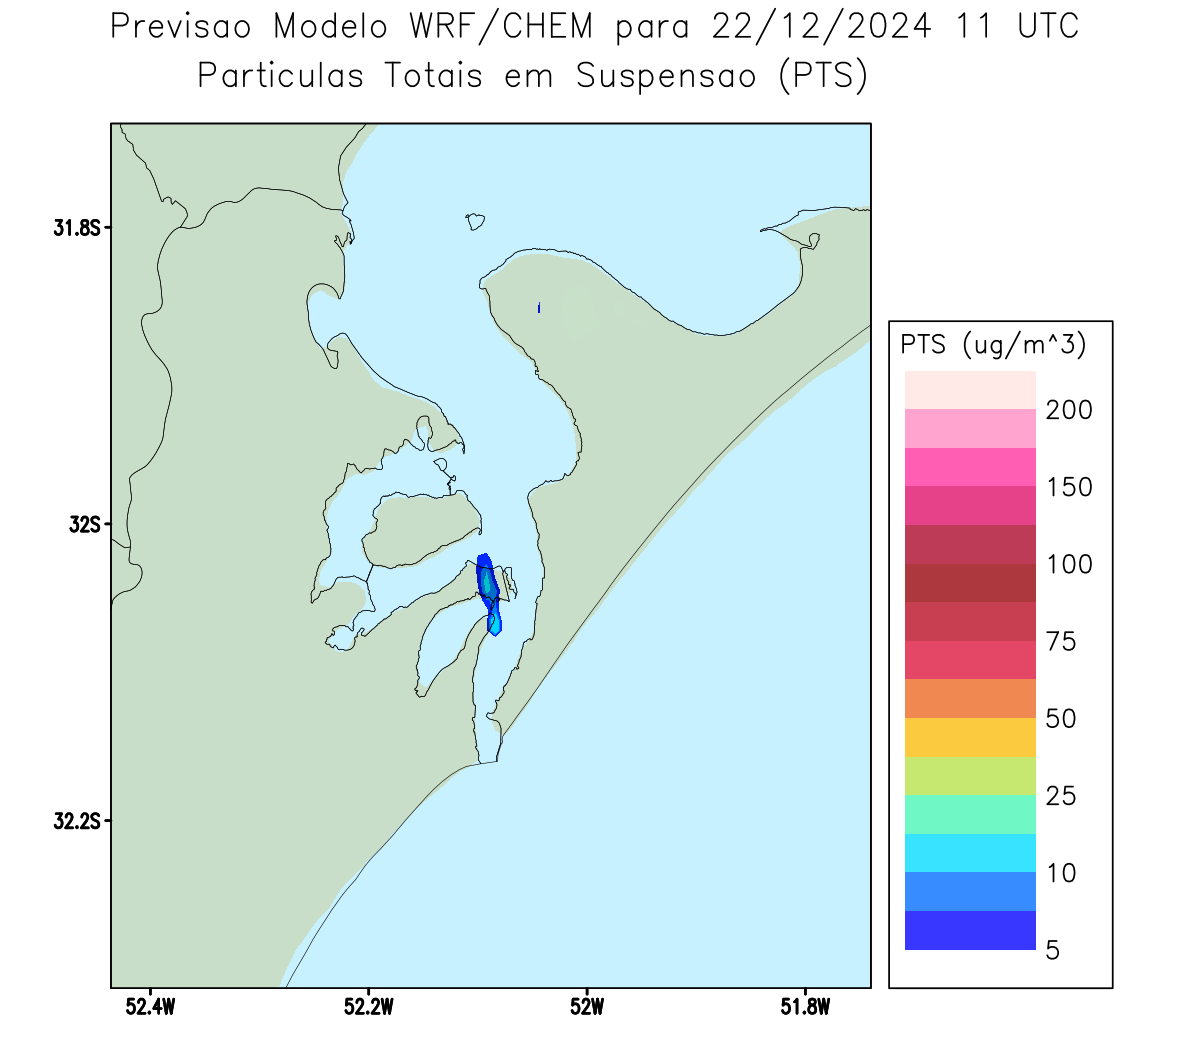 Previsao Modelo WRF/CHEM para 22/12/2024 11 UTC
Particulas Totais em Suspensao (PTS)
31.8S
32S
32.2S
52.4W 52.2W 52W 51.8W
PTS (ug/m^3)
200
150
100
75
50
25
10
5